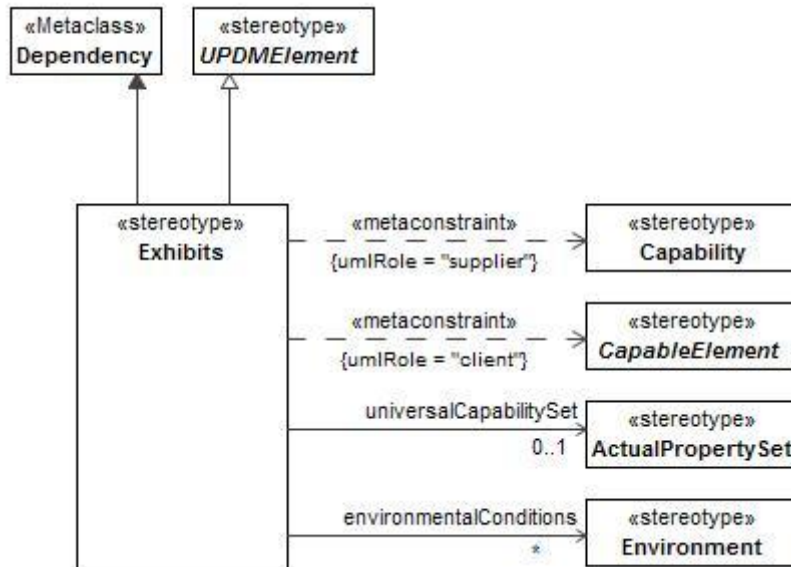 «Metaclass»
Dependency
«stereotype»
UPDMElement
«stereotype»
Exhibits
«metaconstraint»
{umlRole = "supplier"}
«stereotype»
Capability
«metaconstraint»
{umlRole = "client"}
«stereotype»
CapableElement
universalCapabilitySet
0..1
«stereotype»
ActualPropertySet
environmentalConditions
*
«stereotype»
Environment